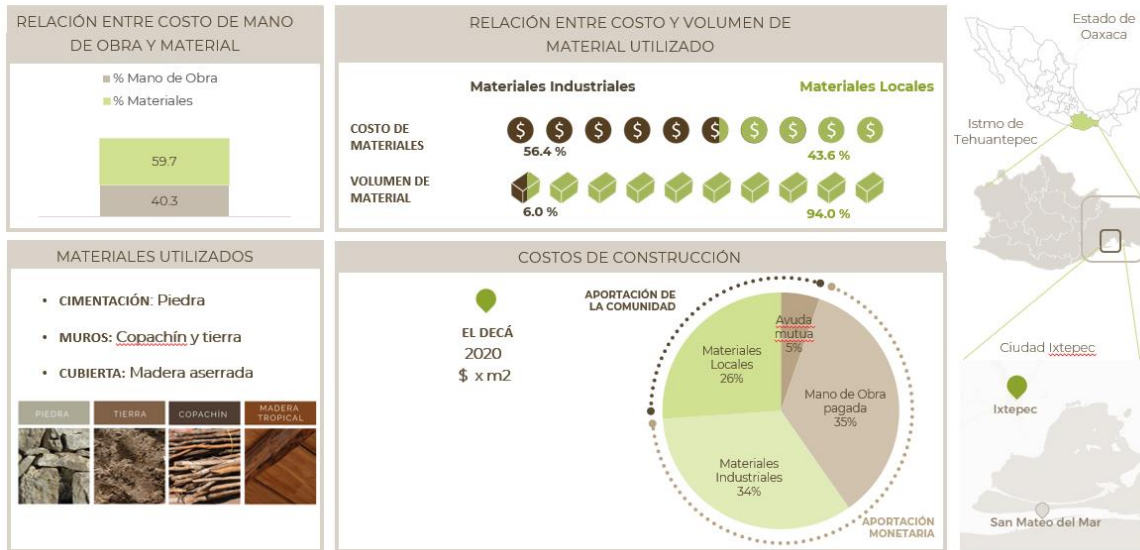 RELACIÓN ENTRE COSTO DE MANO
DE OBRA Y MATERIAL
% Mano de Obra
% Materiales
59.7
40.3
RELACIÓN ENTRE COSTO Y VOLUMEN DE
MATERIAL UTILIZADO
Materiales Industriales
Materiales Locales
COSTO DE
MATERIALES
$ $ $ $ $ $ $ $ $ $
56.4 %
43.6 %
VOLUMEN DE
MATERIAL
6.0 %
94.0 %
Estado de
Oaxaca
Istmo de
Tehuantepec
MATERIALES UTILIZADOS
• CIMENTACIÓN: Piedra
• MUROS: Copachín y tierra
• CUBIERTA: Madera aserrada
PIEDRA
TIERRA
COPACHÍN
MADERA
TROPICAL
COSTOS DE CONSTRUCCIÓN
EL DECÁ
2020
$ x m2
APORTACIÓN DE
LA COMUNIDAD
Ayuda
mutua
5%
Materiales
Locales
26%
Mano de Obra
pagada
35%
Materiales
Industriales
34%
APORTACIÓN
MONETARIA
Ciudad Ixtepec
Ixtepec
San Mateo del Mar